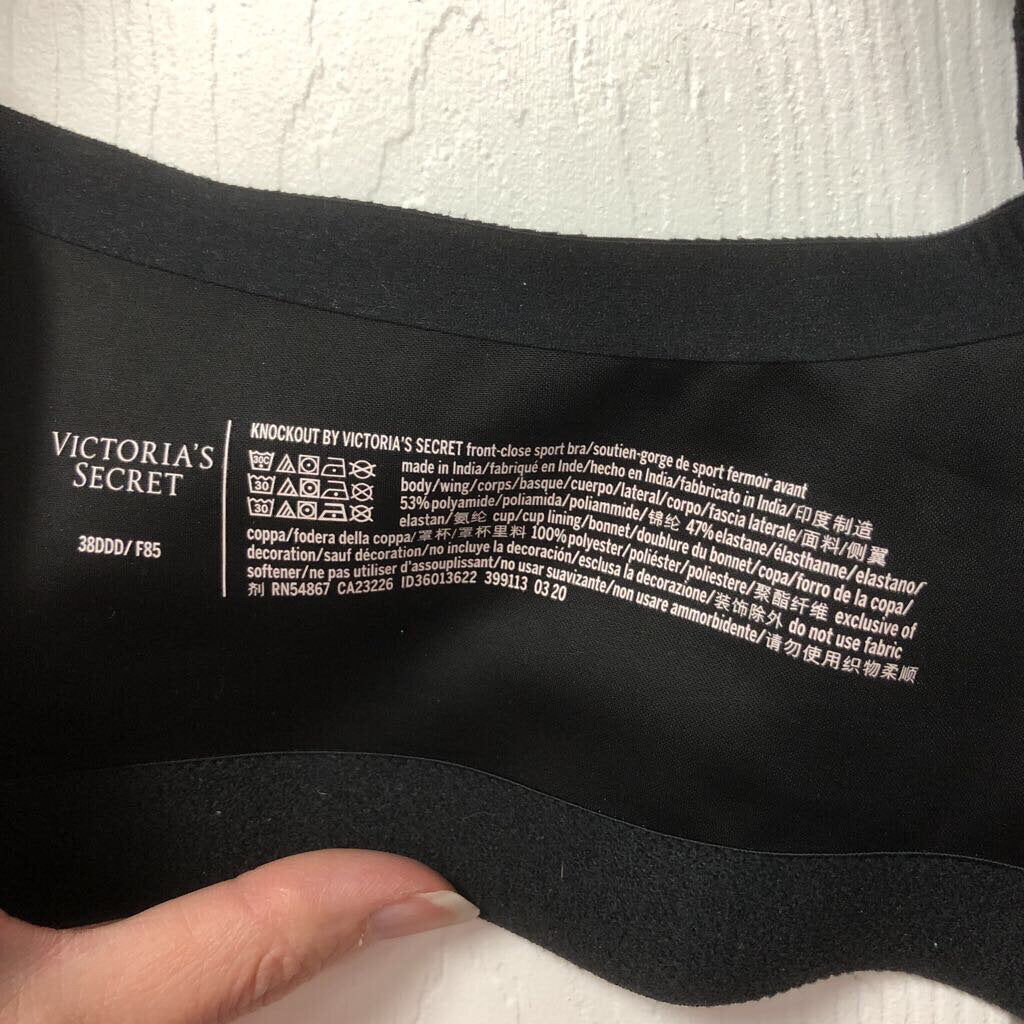 VICTORIA'S
SECRET
38DDD/ F85
KNOCKOUT BY VICTORIA'S SECRET front-close sport bra/soutien-gorge de sport fermoir avant
made in India/fabriqué en Inde/hecho en India/fabbricato in India/印度制造
body/wing/corps/basque/cuerpo/lateral/corpo/fascia laterale/面料/侧翼
53%polyamide/poliamida/poliammide/锦纶 47%elastane/élasthanne/elastano/
elastan/氨纶 cup/cup lining/bonnet/doublure du bonnet/copa/forro de la copa/
coppa/fodera della coppa/罩杯/罩杯里料 100%polyester/poliéster/poliestere/聚酯纤维 exclusive of
decoration/sauf décoration/no incluye la decoración/esclusa la decorazione/装饰除外 do not use fabric
softener/ne pas utiliser d'assouplissant/no usar suavizante/non usare ammorbidente/请勿使用织物柔顺
剂 RN54867 CA23226 ID36013622 399113 03 20
30C
30
30